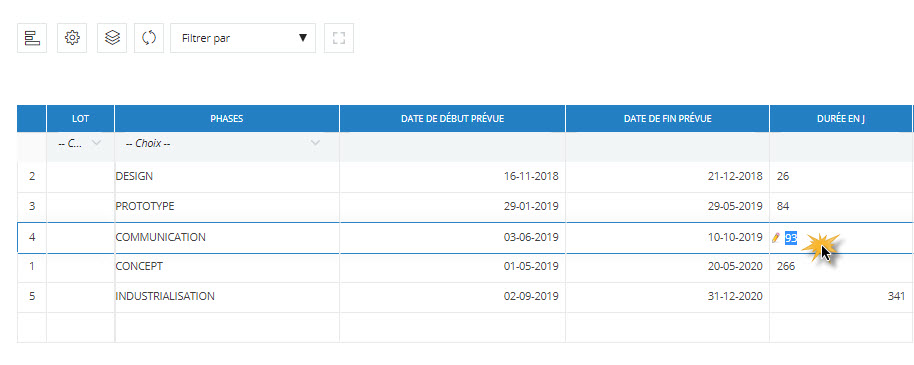 Filtrer par
LOT PHASES DATE DE DÉBUT PRÉVUE DATE DE FIN PRÉVUE DURÉE EN J
-- C... -- Choix --
2 DESIGN 16-11-2018 21-12-2018 26
3 PROTOTYPE 29-01-2019 29-05-2019 84
4 COMMUNICATION 03-06-2019 10-10-2019 93
1 CONCEPT 01-05-2019 20-05-2020 266
5 INDUSTRIALISATION 02-09-2019 31-12-2020 341